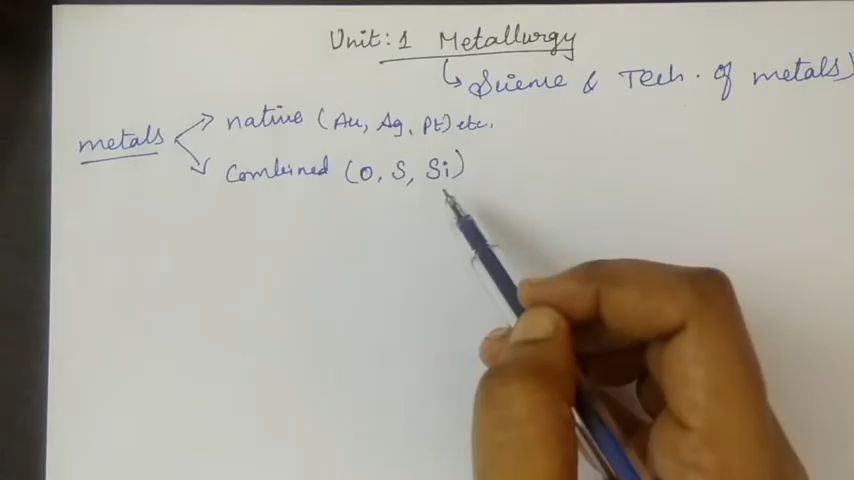 Unit: 1 Metallurgy
↳ Science & Tech. of metals)
metals → native (Au, Ag, Pt) etc.
→ Combined (O, S, Si)